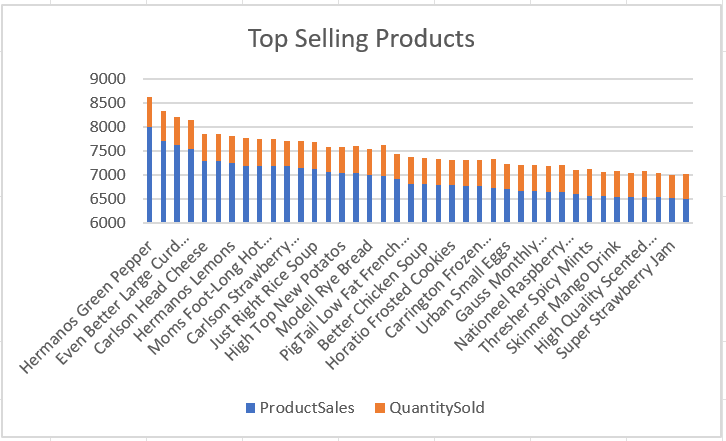 Top Selling Products
9000
8500
8000
7500
7000
6500
6000
Hermanos Green Pepper
Even Better Large Curd...
Carlson Head Cheese
Hermanos Lemons
Moms Foot-Long Hot...
Carlson Strawberry...
Just Right Rice Soup
High Top New Potatos
Modell Rye Bread
PigTail Low Fat French...
Better Chicken Soup
Horatio Frosted Cookies
Carrington Frozen...
Urban Small Eggs
Gauss Monthly...
Nationeel Raspberry...
Thresher Spicy Mints
Skinner Mango Drink
High Quality Scented...
Super Strawberry Jam
ProductSales QuantitySold